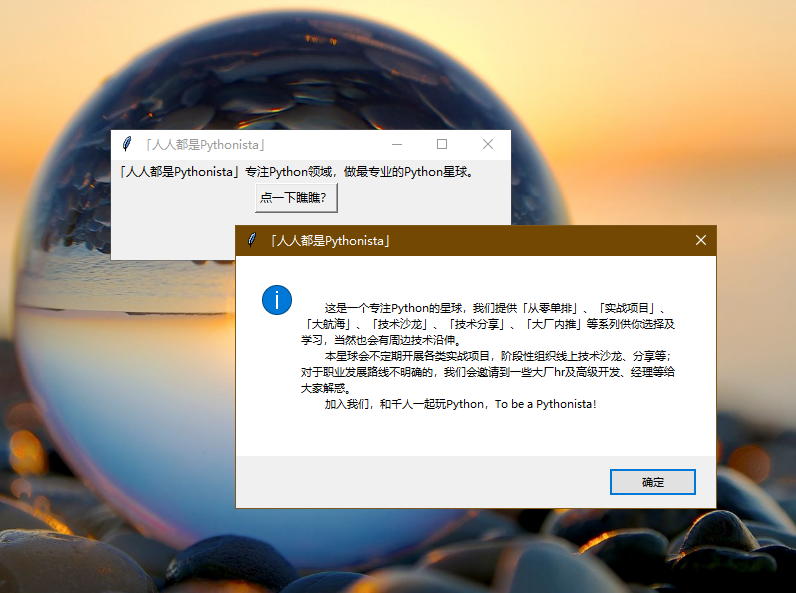 「人人都是Pythonista」
「人人都是Pythonista」专注Python领域，做最专业的Python星球。
点一下瞧瞧？
「人人都是Pythonista」
这是一个专注Python的星球，我们提供「从零单排」、「实战项目」、
「大航海」、「技术沙龙」、「技术分享」、「大厂内推」等系列供你选择及
学习，当然也会有周边技术沿伸。
本星球会不定期开展各类实战项目，阶段性组织线上技术沙龙、分享等；
对于职业发展路线不明确的，我们会邀请到一些大厂hr及高级开发、经理等给
大家解惑。
加入我们，和千人一起玩Python，To be a Pythonista！
确定